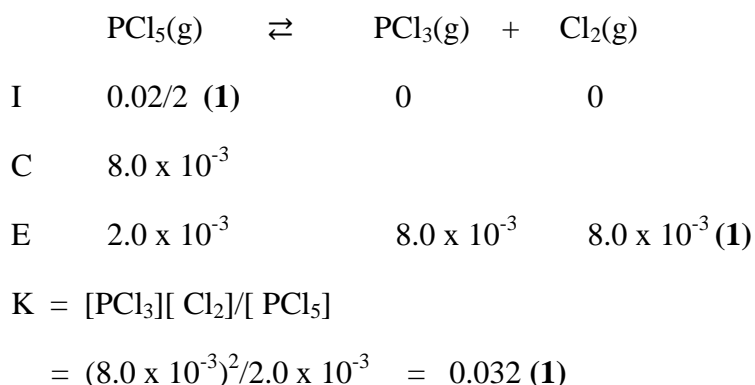 PCl₅(g) ⇄ PCl₃(g) + Cl₂(g)
I 0.02/2 (1) 0 0
C 8.0 x 10⁻³
E 2.0 x 10⁻³ 8.0 x 10⁻³ 8.0 x 10⁻³ (1)
K = [PCl₃][ Cl₂]/[ PCl₅]
= (8.0 x 10⁻³)²/2.0 x 10⁻³ = 0.032 (1)